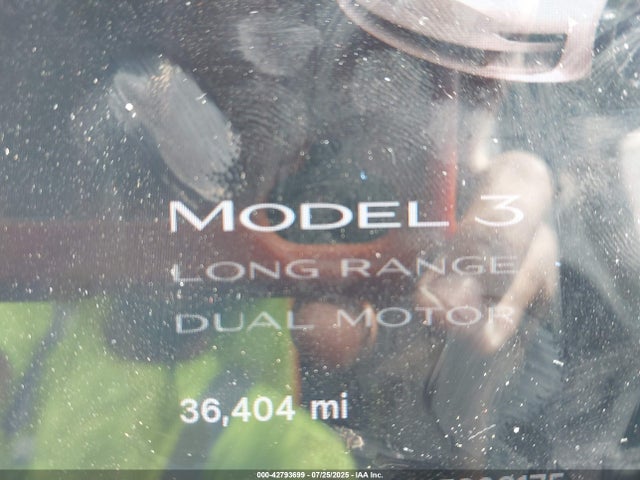 MODEL 3
LONG RANGE
DUAL MOTOR
36,404 mi
000-42793699 - 07/25/2025 - IAA Inc.